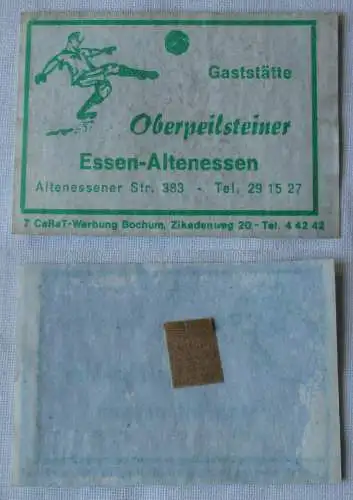 Gaststätte
Oberpeilsteiner
Essen-Altenessen
Altenessener Str. 383 - Tel. 29 15 27
7 CaRaT-Werbung Bochum, Zikadenweg 20 - Tel. 4 42 42